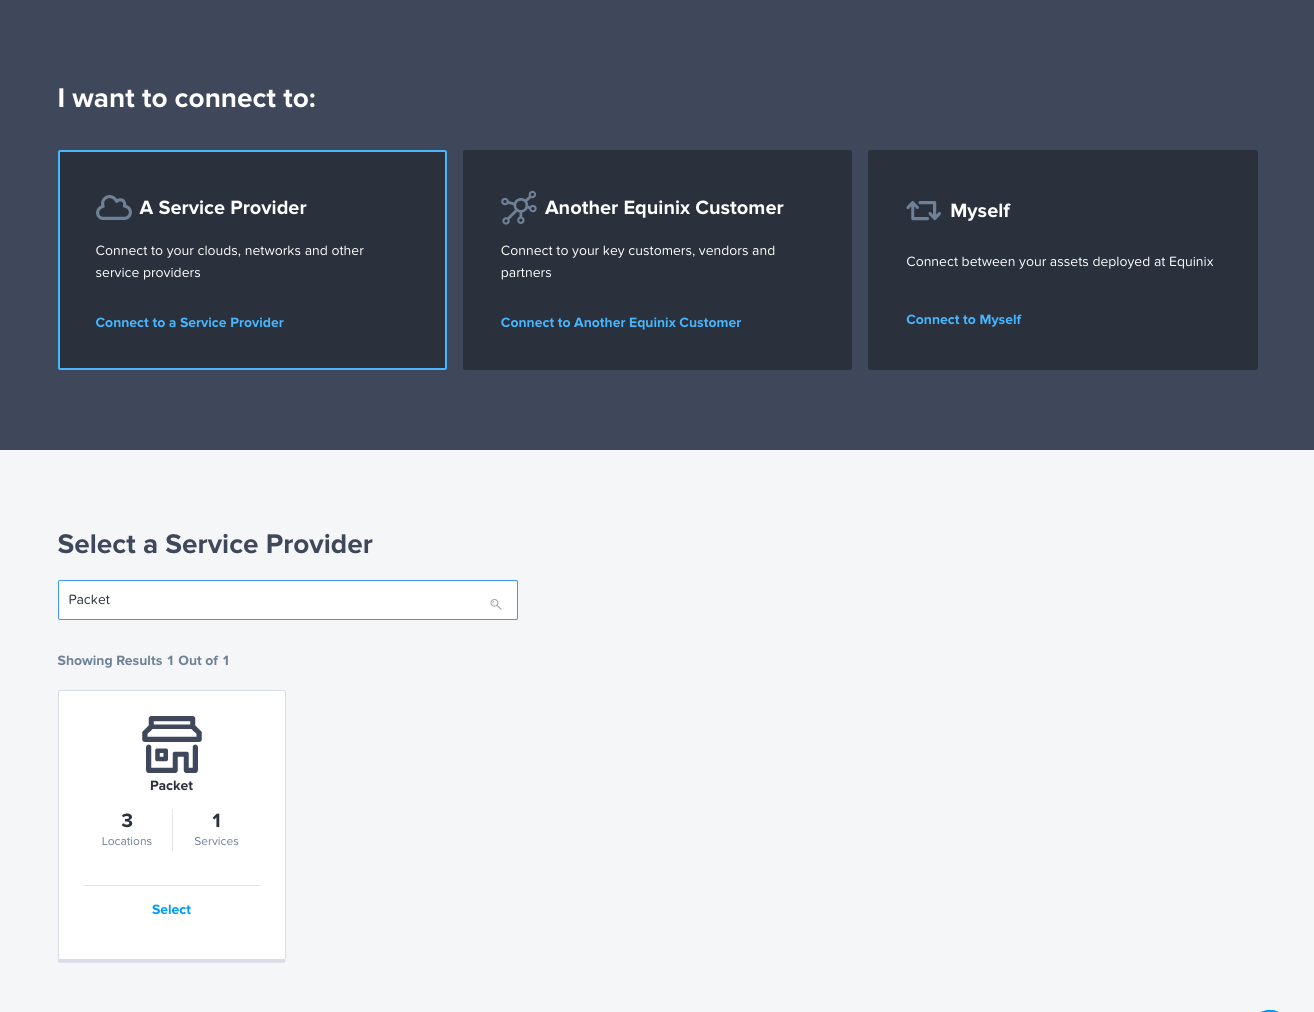 I want to connect to:
A Service Provider
Connect to your clouds, networks and other
service providers
Connect to a Service Provider
Another Equinix Customer
Connect to your key customers, vendors and
partners
Connect to Another Equinix Customer
Myself
Connect between your assets deployed at Equinix
Connect to Myself
Select a Service Provider
Packet
Showing Results 1 Out of 1
Packet
3 1
Locations Services
Select